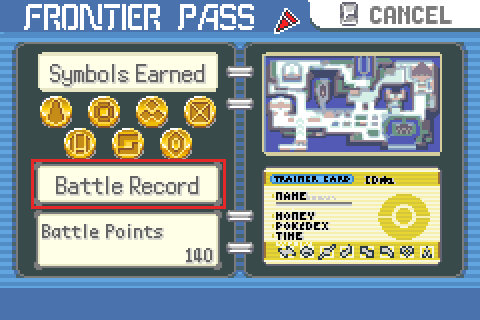 FRONTIER PASS
CANCEL
Symbols Earned
Battle Record
Battle Points
140
TRAINER CARD
NAME
MONEY
POKéDEX
TIME